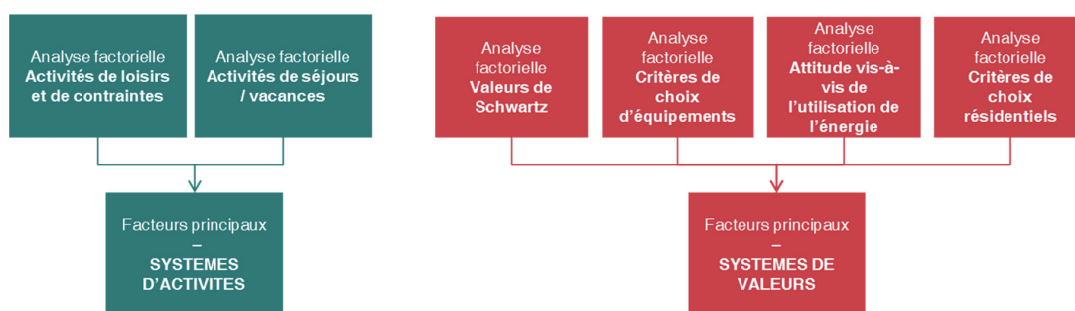 Analyse factorielle
Activités de loisirs
et de contraintes
Analyse factorielle
Activités de séjours
/ vacances
Facteurs principaux
–
SYSTEMES
D'ACTIVITES
Analyse
factorielle
Valeurs de
Schwartz
Analyse
factorielle
Critères de
choix
d'équipements
Analyse
factorielle
Attitude vis-à-
vis de
l'utilisation de
l'énergie
Analyse
factorielle
Critères de
choix
résidentiels
Facteurs principaux
–
SYSTEMES DE
VALEURS